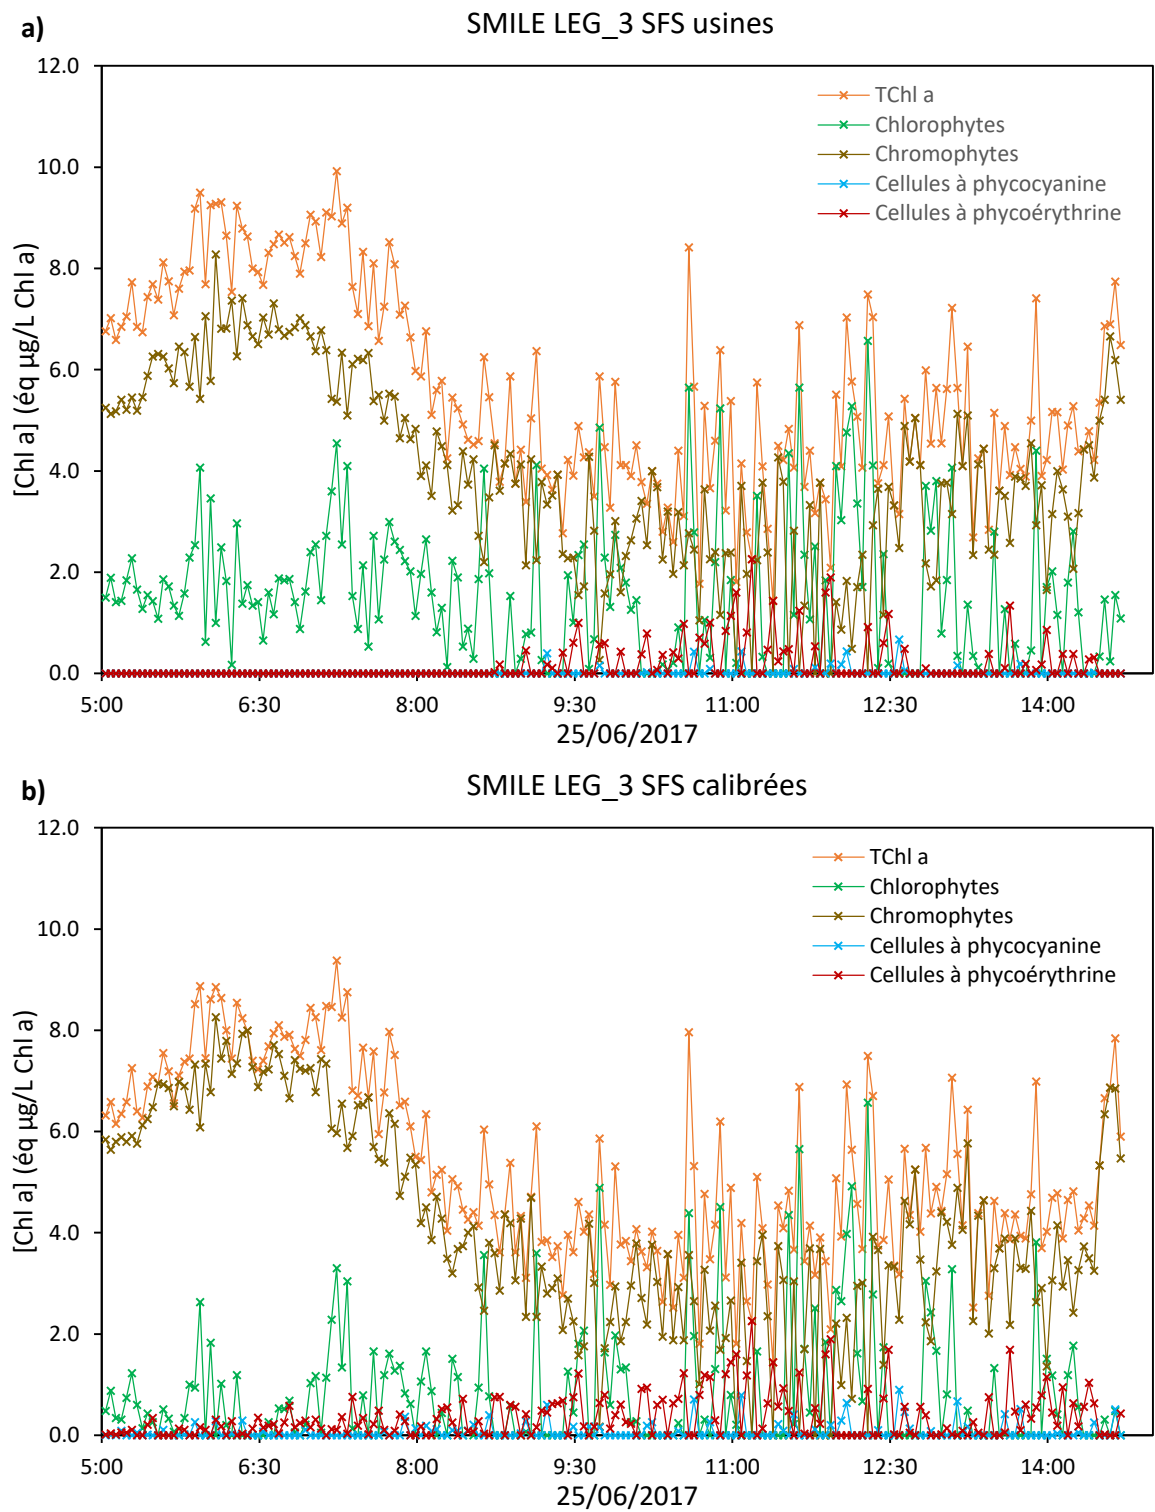 a)
SMILE LEG_3 SFS usines
12.0
10.0
8.0
6.0
4.0
2.0
0.0
[Chl a] (éq µg/L Chl a)
TChl a
Chlorophytes
Chromophytes
Cellules à phycocyanine
Cellules à phycoérythrine
5:00 6:30 8:00 9:30 11:00 12:30 14:00
25/06/2017
b)
SMILE LEG_3 SFS calibrées
12.0
10.0
8.0
6.0
4.0
2.0
0.0
[Chl a] (éq µg/L Chl a)
TChl a
Chlorophytes
Chromophytes
Cellules à phycocyanine
Cellules à phycoérythrine
5:00 6:30 8:00 9:30 11:00 12:30 14:00
25/06/2017